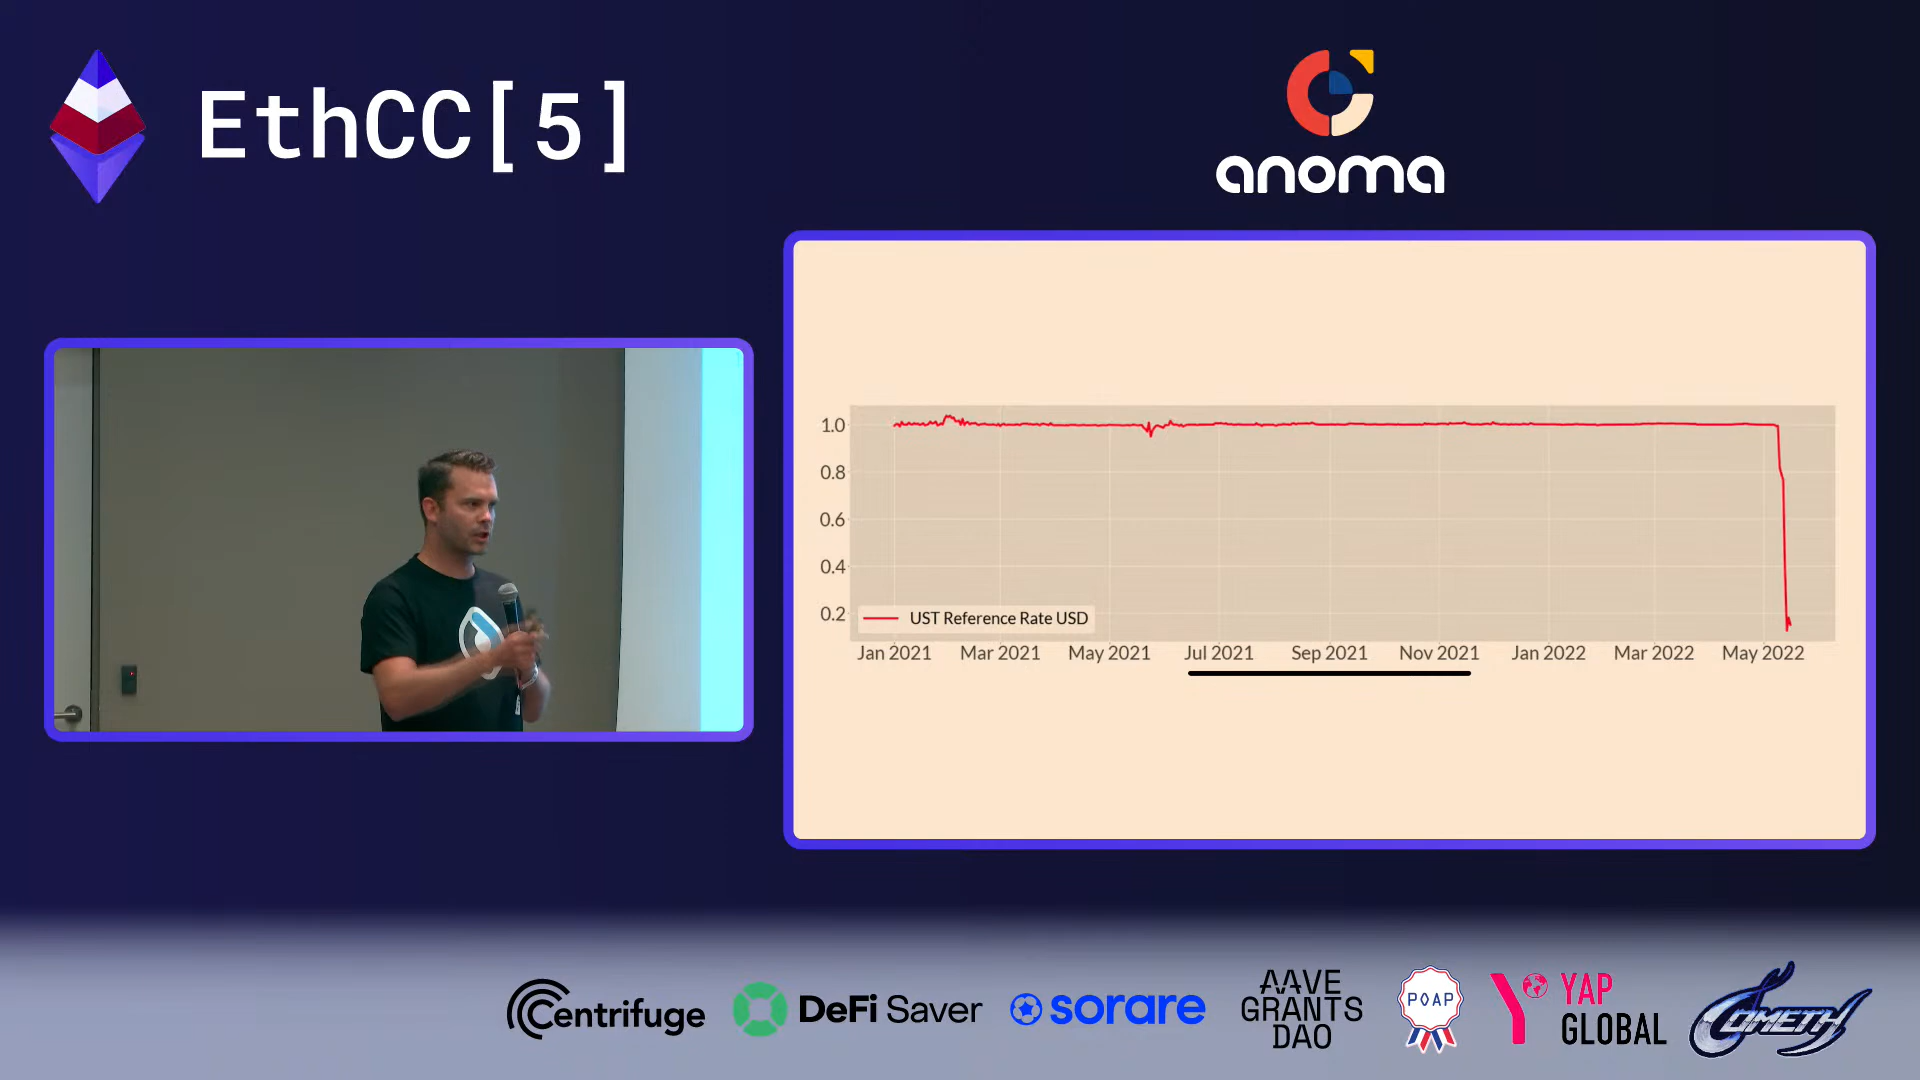 EthCC[5]
anoma
1.0
0.8
0.6
0.4
0.2
UST Reference Rate USD
Jan 2021 Mar 2021 May 2021 Jul 2021 Sep 2021 Nov 2021 Jan 2022 Mar 2022 May 2022
Centrifuge
DeFi Saver
sorare
AAVE
GRANTS
DAO
POAP
YAP
GLOBAL
COMETH